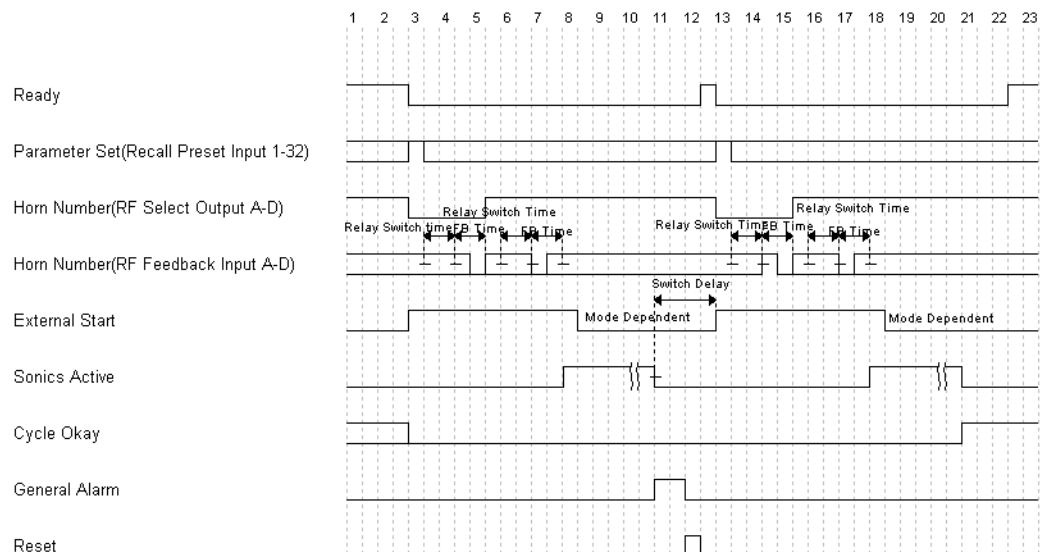 1 2 3 4 5 6 7 8 9 10 11 12 13 14 15 16 17 18 19 20 21 22 23
Ready
Parameter Set(Recall Preset Input 1-32)
Horn Number(RF Select Output A-D)
Relay Switch Time
Relay Switch Time
Relay Switch time
FB Time
FB Time
Relay Switch Time
FB Time
FB Time
Horn Number(RF Feedback Input A-D)
Switch Delay
External Start
Mode Dependent
Mode Dependent
Sonics Active
Cycle Okay
General Alarm
Reset